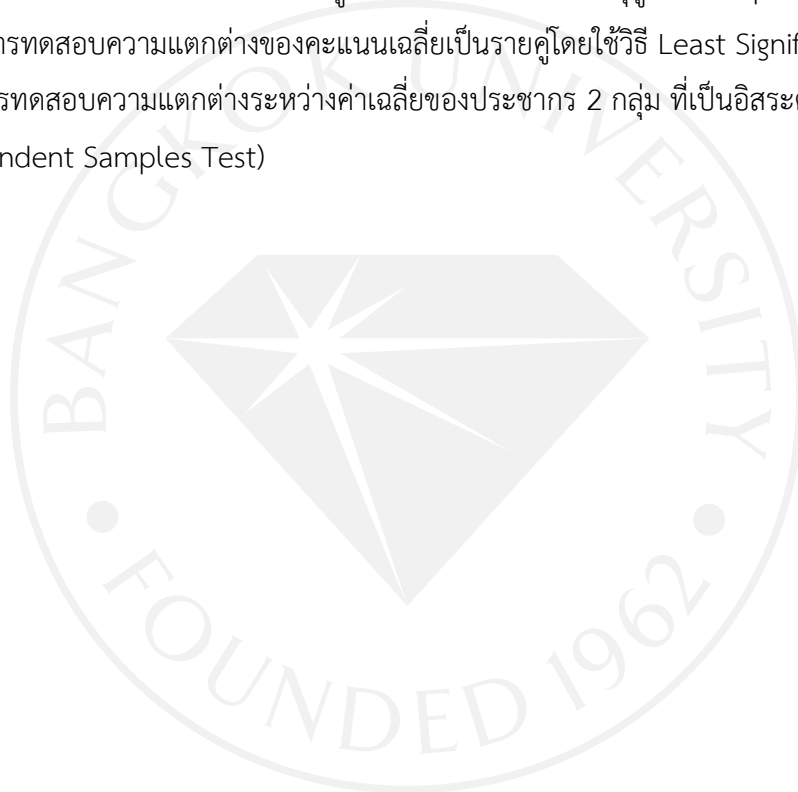 ทดสอบความแตกต่างของคะแนนเฉลี่ยเป็นรายคู่โดยใช้วิธี Least
ทดสอบความแตกต่างระหว่างค่าเฉลี่ยของประชากร 2 กลุ่ม ที่เป็นอิสระ
Samples Test)
BANGKOK UNIVERSITY
FOUNDED 1962